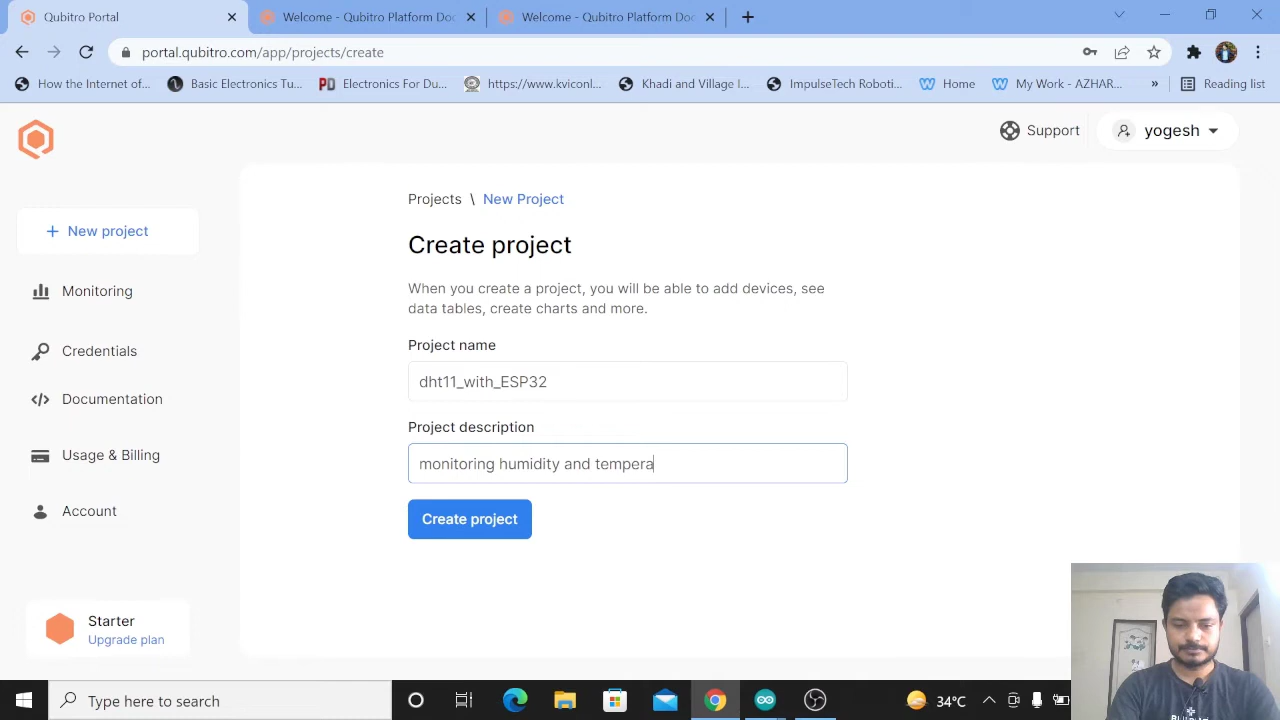 Qubitro Portal
Welcome - Qubitro Platform Doc
Welcome - Qubitro Platform Doc
portal.qubitro.com/app/projects/create
How the Internet of...
Basic Electronics Tu...
PD Electronics For Du...
https://www.kviconl...
Khadi and Village I...
ImpulseTech Roboti...
Home
My Work - AZHAR...
»
Reading list
Support
yogesh
Projects \ New Project
+ New project
Create project
Monitoring
When you create a project, you will be able to add devices, see
data tables, create charts and more.
Project name
Credentials
dht11_with_ESP32
Documentation
Project description
Usage & Billing
monitoring humidity and tempera
Account
Create project
Starter
Upgrade plan
Type here to search
34°C